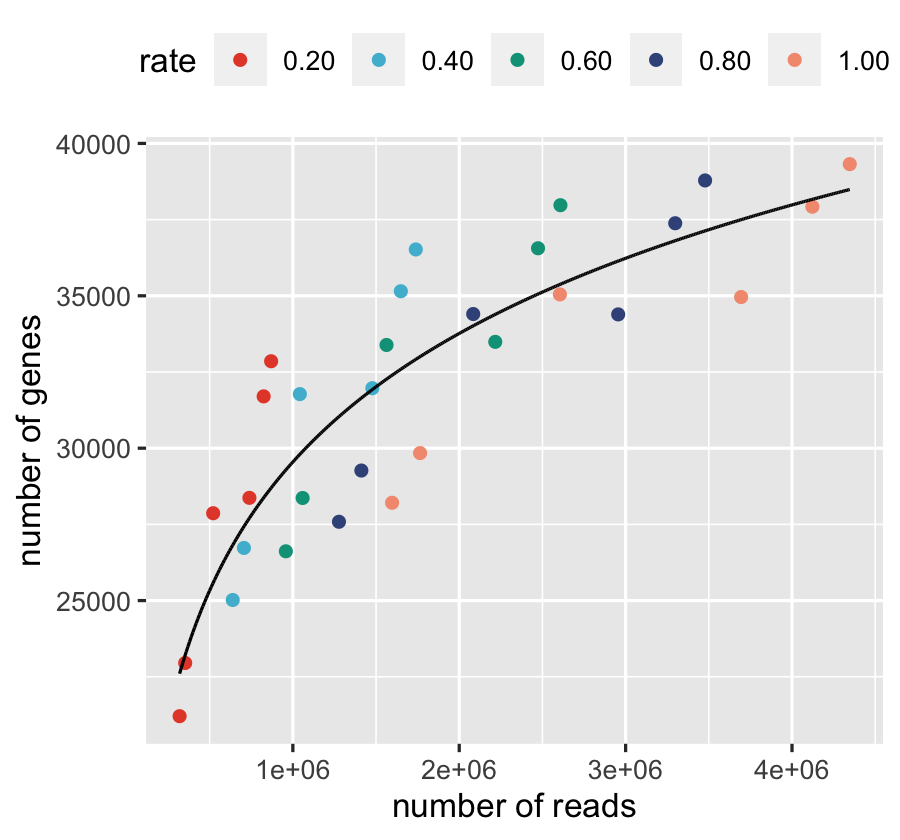 rate 0.20 0.40 0.60 0.80 1.00
40000
35000
30000
25000
number of genes
1e+06 2e+06 3e+06 4e+06
number of reads